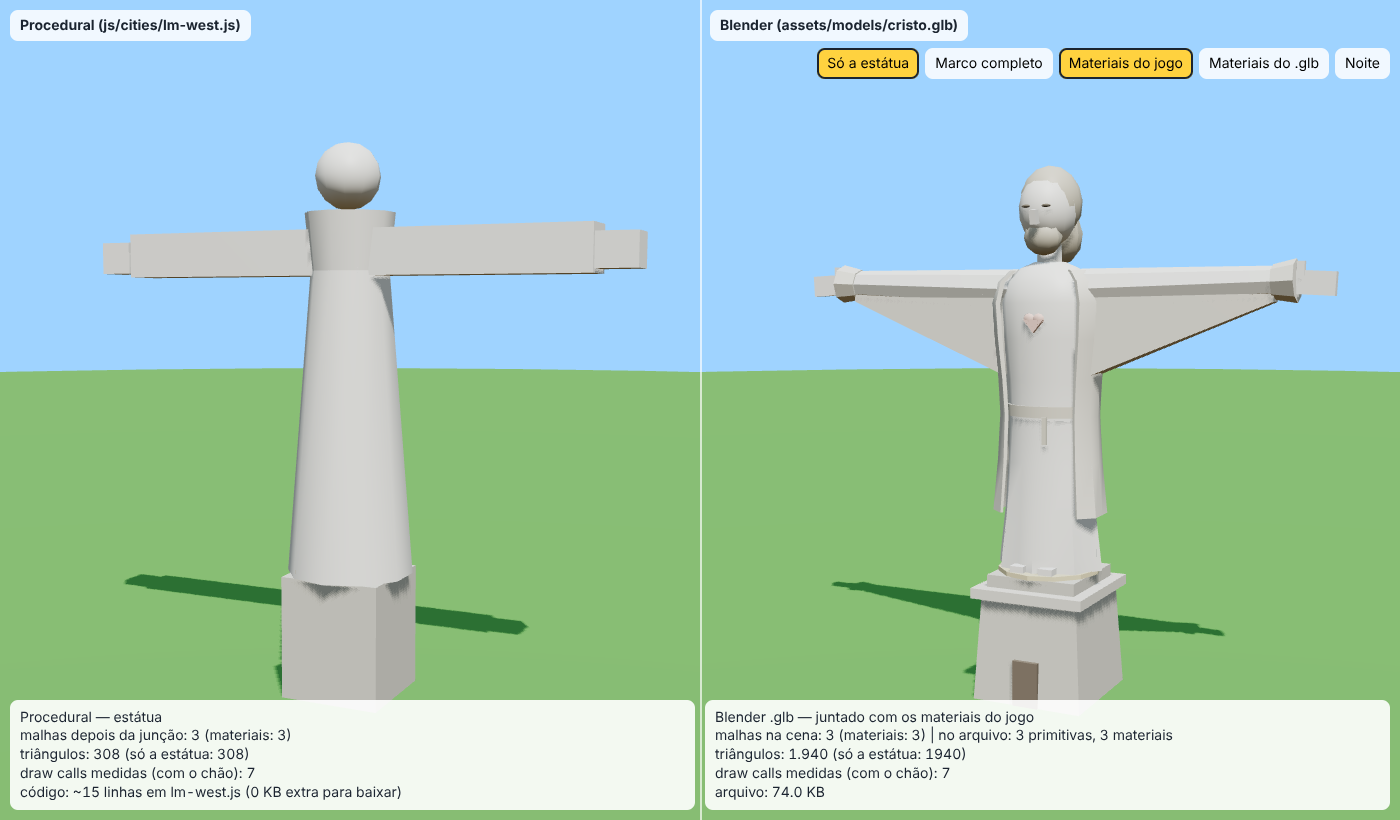 Procedural (js/cities/lm-west.js)
Blender (assets/models/cristo.glb)
Só a estátua
Marco completo
Materiais do jogo
Materiais do .glb
Noite
Procedural — estátua
malhas depois da junção: 3 (materiais: 3)
triângulos: 308 (só a estátua: 308)
draw calls medidas (com o chão): 7
código: ~15 linhas em lm-west.js (0 KB extra para baixar)
Blender .glb — juntado com os materiais do jogo
malhas na cena: 3 (materiais: 3) | no arquivo: 3 primitivas, 3 materiais
triângulos: 1.940 (só a estátua: 1940)
draw calls medidas (com o chão): 7
arquivo: 74.0 KB